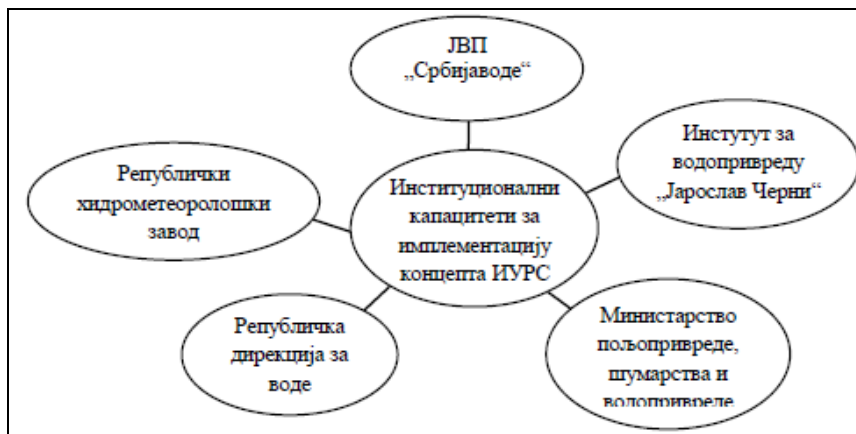 ЈВП
„Србијаводе“
Инстутут за
водопривреду
„Јарослав Черни“
Републички
хидрометеоролошки
завод
Институционални
капацитети за
имплементацију
концепта ИУРС
Републичка
дирекција за
воде
Министарство
пољопривреде,
шумарства и
водопривреде